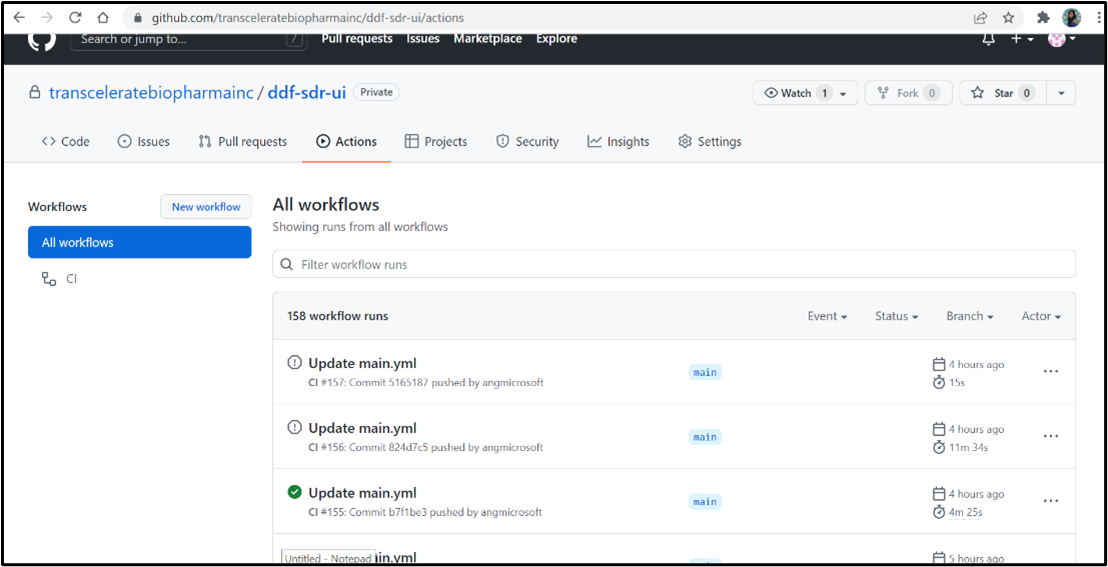 github.com/transceleratebiopharmainc/ddf-sdr-ui/actions
Search or jump to... / Pull requests Issues Marketplace Explore
transceleratebiopharmainc / ddf-sdr-ui Private
Watch 1 Fork 0 Star 0
Code Issues Pull requests Actions Projects Security Insights Settings
Workflows New workflow
All workflows
CI
All workflows
Showing runs from all workflows
Filter workflow runs
158 workflow runs Event Status Branch Actor
Update main.yml
CI #157: Commit 5165187 pushed by angmicrosoft
main
4 hours ago
15s
Update main.yml
CI #156: Commit 824d7c5 pushed by angmicrosoft
main
4 hours ago
11m 34s
Update main.yml
CI #155: Commit b7f1be3 pushed by angmicrosoft
main
4 hours ago
4m 25s
Untitled - Notepad in.yml
main
5 hours ago